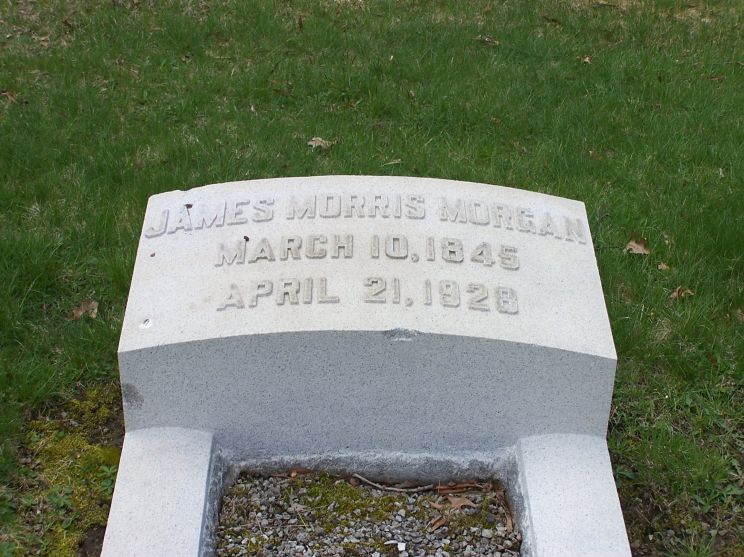 JAMES MORRIS MORGAN
MARCH 10, 1845
APRIL 21, 1928